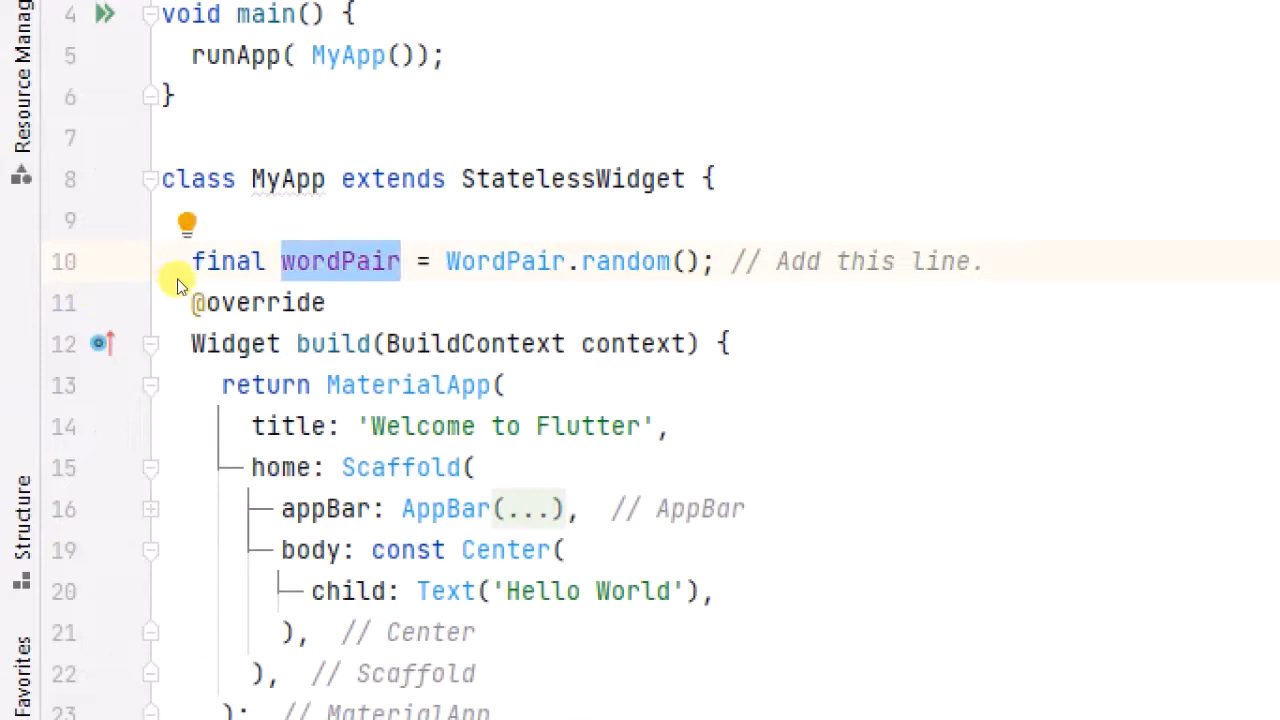 Resource Manag
Structure
Favorites
4 void main() {
5 runApp( MyApp());
6 }
7
8 class MyApp extends StatelessWidget {
9
10 final wordPair = WordPair.random(); // Add this line.
11 @override
12 Widget build(BuildContext context) {
13 return MaterialApp(
14 title: 'Welcome to Flutter',
15 home: Scaffold(
16 appBar: AppBar(...), // AppBar
19 body: const Center(
20 child: Text('Hello World'),
21 ), // Center
22 ), // Scaffold
23 ); // MaterialApp